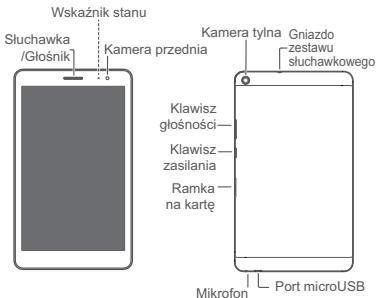 Wskaźnik stanu
Słuchawka
/Głośnik
Kamera przednia
Kamera tylna
Gniazdo
zestawu
słuchawkowego
Klawisz
głośności
Klawisz
zasilania
Ramka
na kartę
Mikrofon
Port microUSB